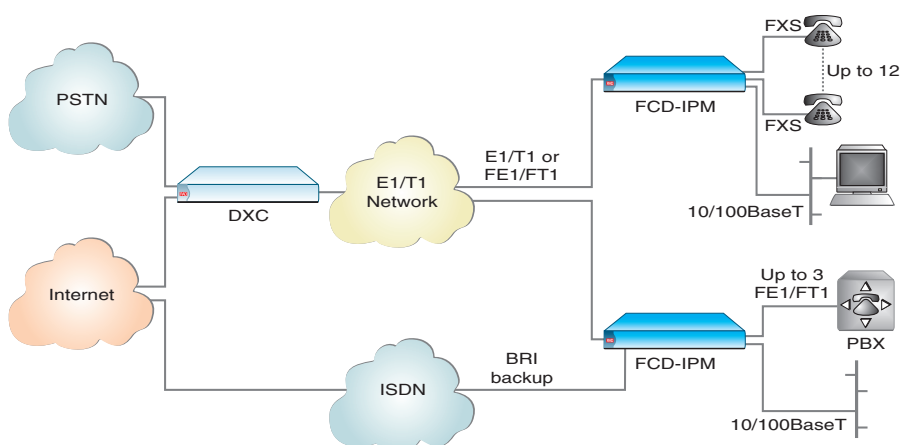 FXS
Up to 12
PSTN
FCD-IPM
FXS
E1/T1 or
FE1/FT1
E1/T1
Network
DXC
10/100BaseT
Up to 3
FE1/FT1
Internet
PBX
BRI
backup
FCD-IPM
ISDN
10/100BaseT